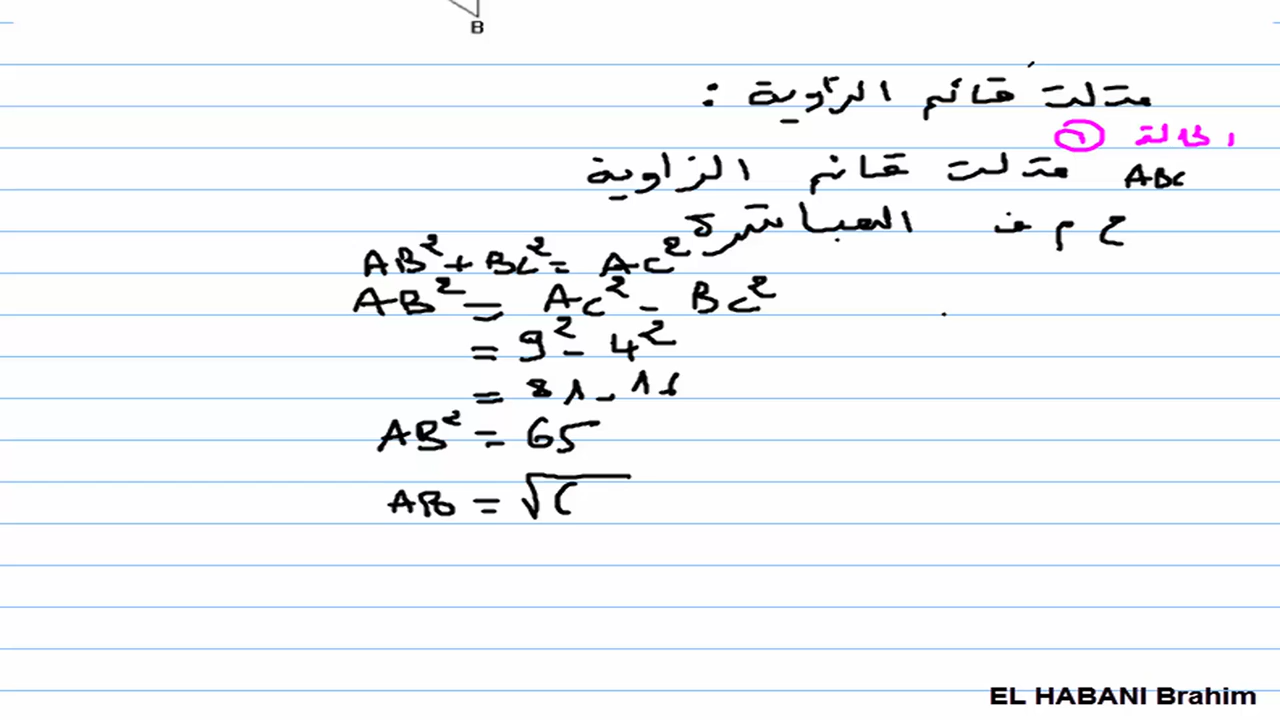 B
مثلث قائم الزاوية :
الحالة ①
ABC مثلث قائم الزاوية
ح م ف المباشرة
AB² + BC² = AC²
AB² = AC² - BC²
= 9² - 4²
= 81 - 16
AB² = 65
AB = √6
EL HABANI Brahim